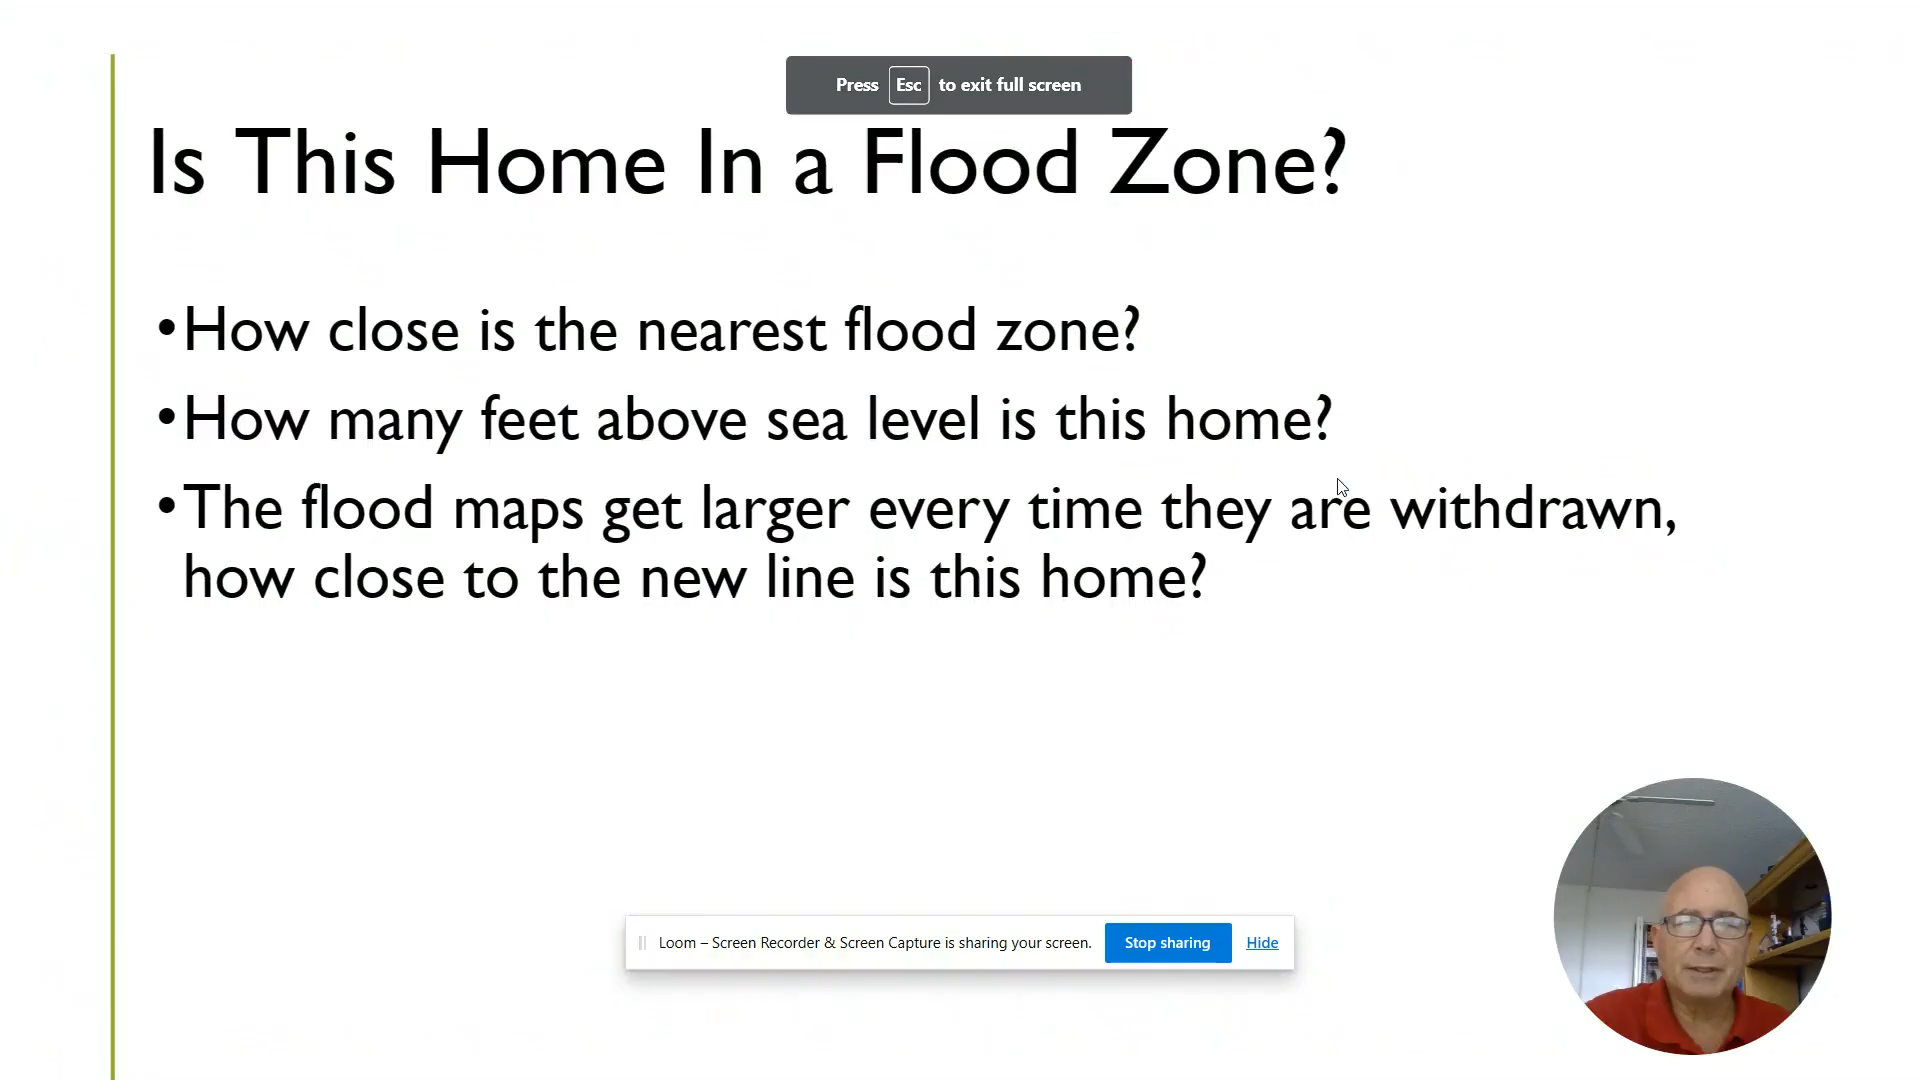 Press Esc to exit full screen
Is This Home In a Flood Zone?
•How close is the nearest flood zone?
•How many feet above sea level is this home?
•The flood maps get larger every time they are withdrawn,
how close to the new line is this home?
Loom – Screen Recorder & Screen Capture is sharing your screen. Stop sharing Hide